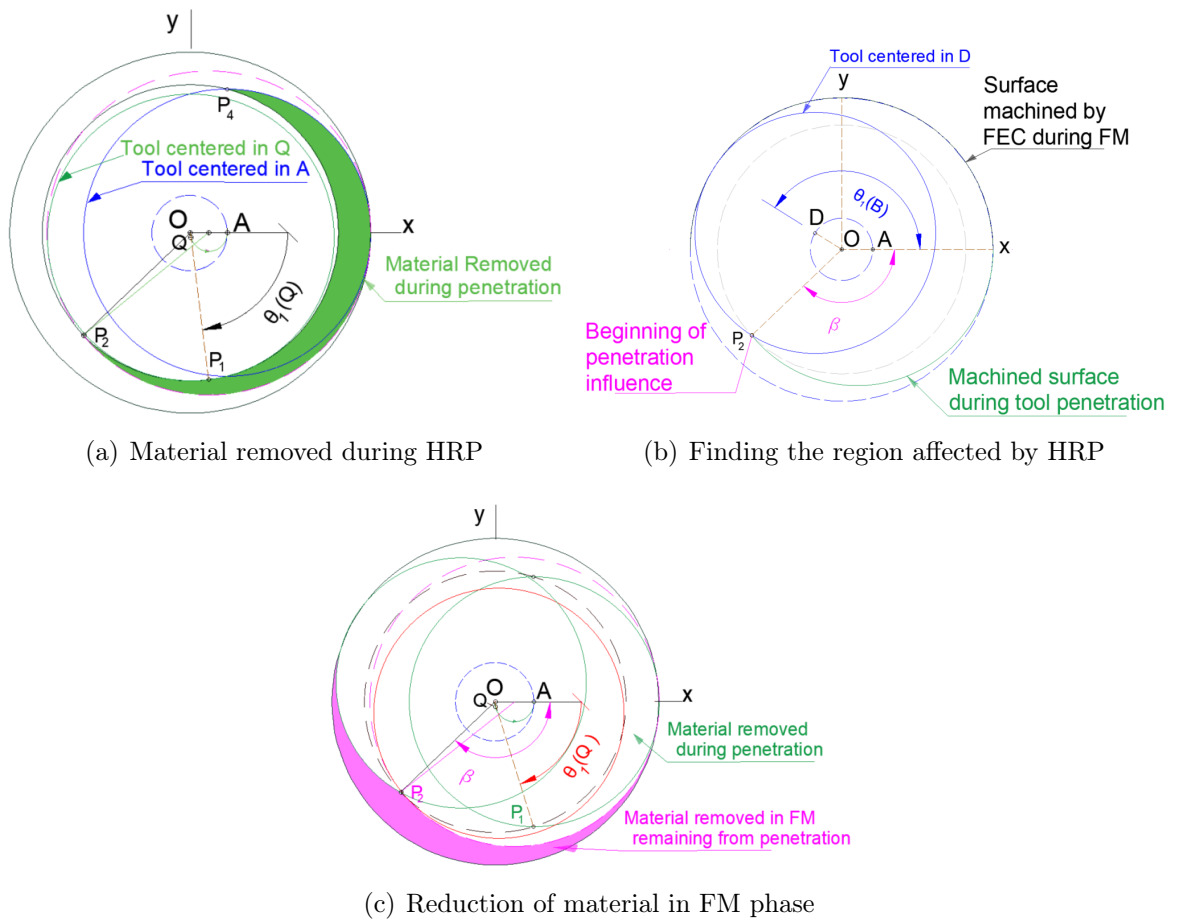 y
P4
Tool centered in Q
Tool centered in A
O
A
x
Q
Material Removed
during penetration
θ1(Q)
P2
P1
(a) Material removed during HRP
Tool centered in D
y
Surface
machined by
FEC during FM
θ1(B)
D
O
A
x
β
P2
Beginning of
penetration
influence
Machined surface
during tool penetration
(b) Finding the region affected by HRP
y
O
A
x
Q
Material removed
during penetration
β
θ1(Q)
P2
P1
Material removed in FM
remaining from penetration
(c) Reduction of material in FM phase